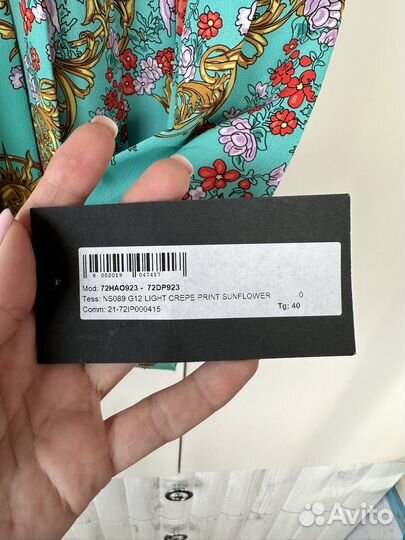 8 052019 047417
Mod: 72HAO923 - 72DP923
Tess: NS089 G12 LIGHT CREPE PRINT SUNFLOWER 0
Comm: 21-72IP000415 Tg: 40
Avito